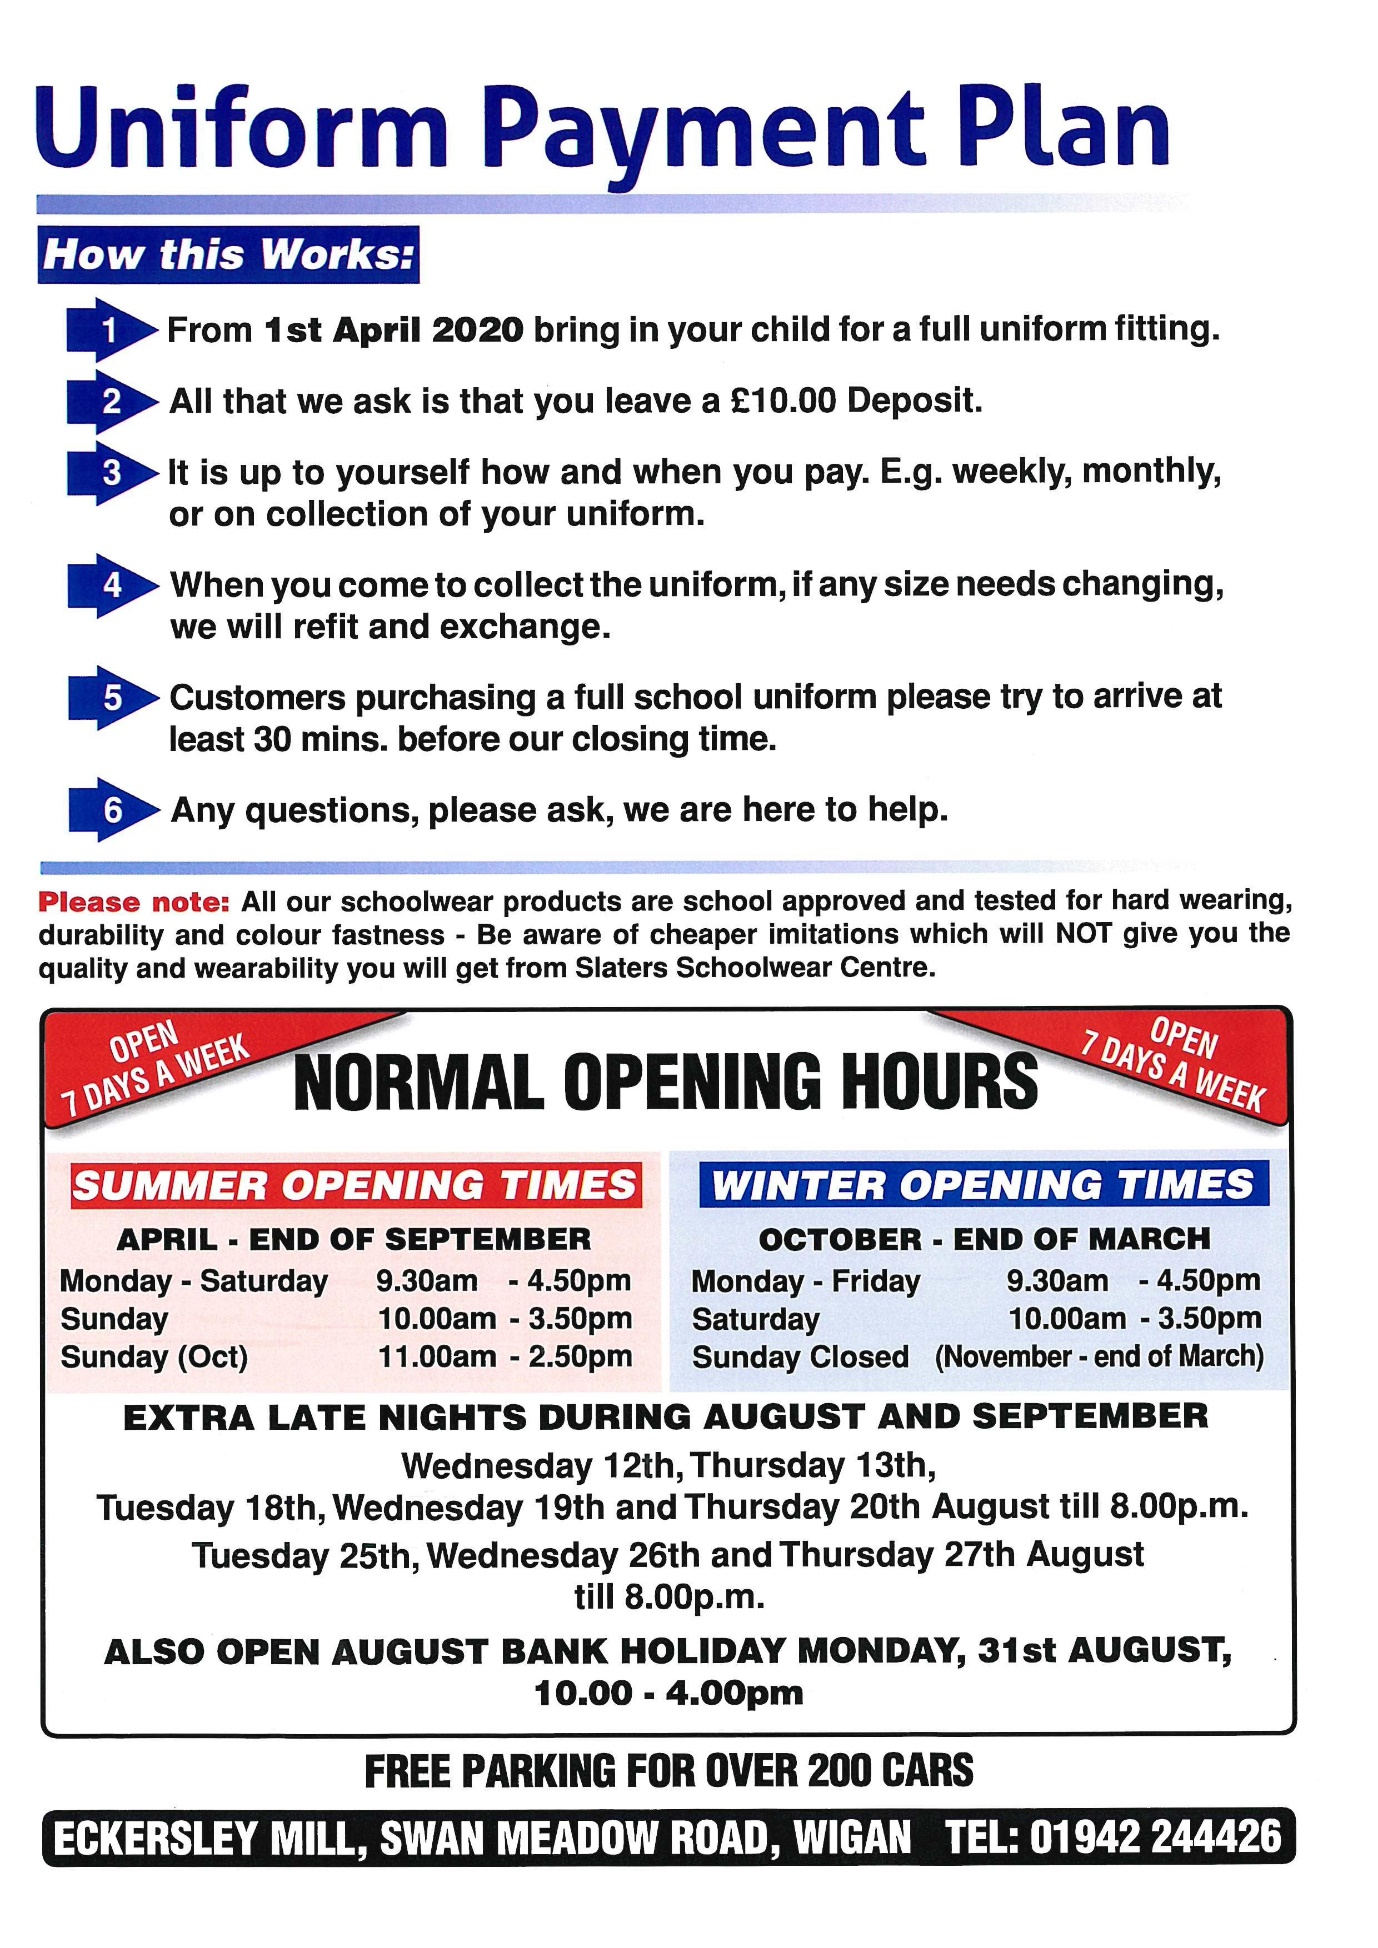 Uniform Payment Plan
How this Works:
1 From 1st April 2020 bring in your child for a full uniform fitting.
2 All that we ask is that you leave a £10.00 Deposit.
3 It is up to yourself how and when you pay. E.g. weekly, monthly,
or on collection of your uniform.
4 When you come to collect the uniform, if any size needs changing,
we will refit and exchange.
5 Customers purchasing a full school uniform please try to arrive at
least 30 mins. before our closing time.
6 Any questions, please ask, we are here to help.
Please note: All our schoolwear products are school approved and tested for hard wearing,
durability and colour fastness - Be aware of cheaper imitations which will NOT give you the
quality and wearability you will get from Slaters Schoolwear Centre.
OPEN
7 DAYS A WEEK
NORMAL OPENING HOURS
OPEN
7 DAYS A WEEK
SUMMER OPENING TIMES
APRIL - END OF SEPTEMBER
Monday - Saturday 9.30am - 4.50pm
Sunday 10.00am - 3.50pm
Sunday (Oct) 11.00am - 2.50pm
WINTER OPENING TIMES
OCTOBER - END OF MARCH
Monday - Friday 9.30am - 4.50pm
Saturday 10.00am - 3.50pm
Sunday Closed (November - end of March)
EXTRA LATE NIGHTS DURING AUGUST AND SEPTEMBER
Wednesday 12th, Thursday 13th,
Tuesday 18th, Wednesday 19th and Thursday 20th August till 8.00p.m.
Tuesday 25th, Wednesday 26th and Thursday 27th August
till 8.00p.m.
ALSO OPEN AUGUST BANK HOLIDAY MONDAY, 31st AUGUST,
10.00 - 4.00pm
FREE PARKING FOR OVER 200 CARS
ECKERSLEY MILL, SWAN MEADOW ROAD, WIGAN TEL: 01942 244426